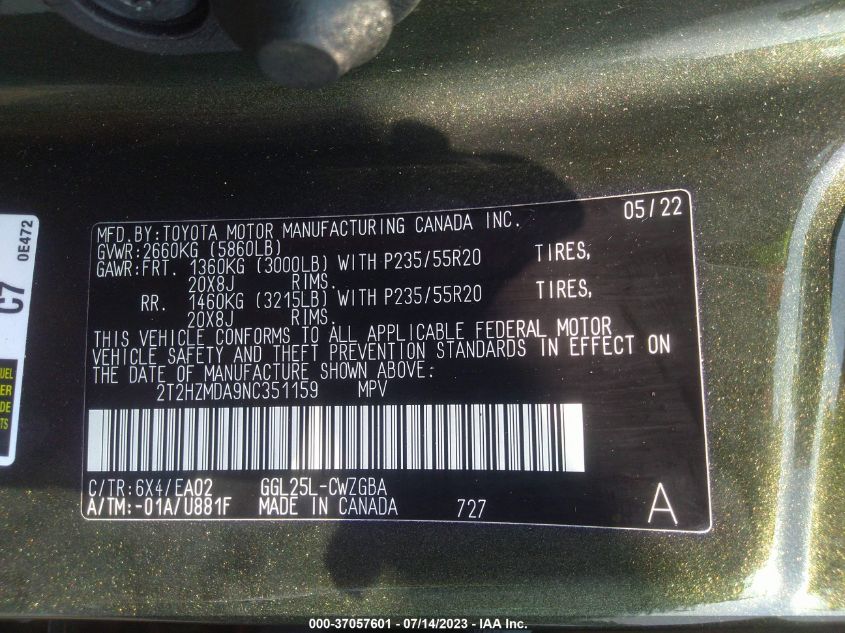 MFD. BY: TOYOTA MOTOR MANUFACTURING CANADA INC. 05/22
GVWR: 2660KG (5860LB)
GAWR: FRT. 1360KG (3000LB) WITH P235/55R20 TIRES,
20X8J RIMS.
RR. 1460KG (3215LB) WITH P235/55R20 TIRES,
20X8J RIMS.
THIS VEHICLE CONFORMS TO ALL APPLICABLE FEDERAL MOTOR
VEHICLE SAFETY AND THEFT PREVENTION STANDARDS IN EFFECT ON
THE DATE OF MANUFACTURE SHOWN ABOVE:
2T2HZMDA9NC351159 MPV
C/TR: 6X4/EA02 GGL25L-CWZGBA
A/TM: -01A/U881F MADE IN CANADA 727 A
0E472
C7
000-37057601 - 07/14/2023 - IAA Inc.